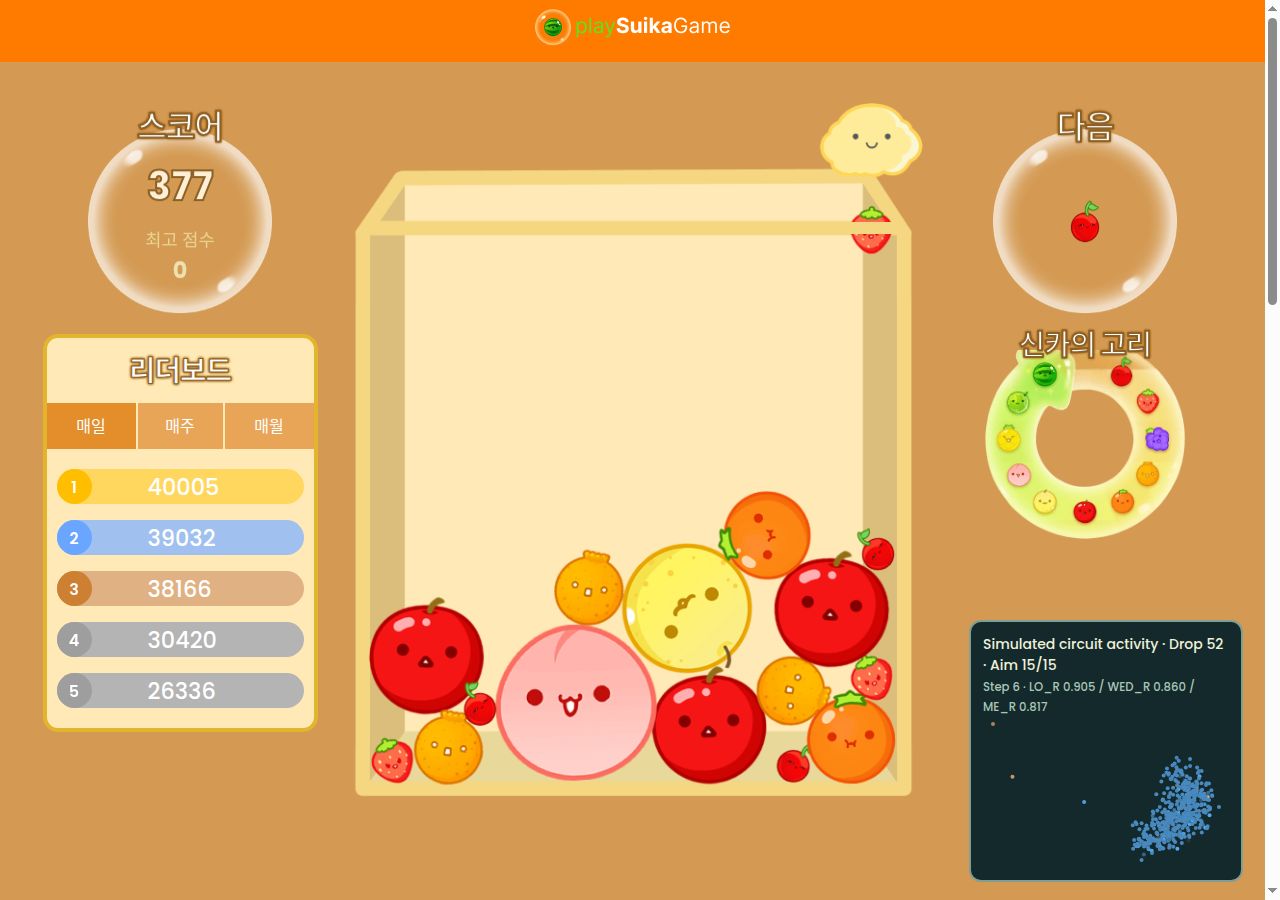 playSuikaGame
스코어
377
최고 점수
0
리더보드
매일
매주
매월
1
40005
2
39032
3
38166
4
30420
5
26336
다음
신카의 고리
Simulated circuit activity · Drop 52
· Aim 15/15
Step 6 · LO_R 0.905 / WED_R 0.860 /
ME_R 0.817